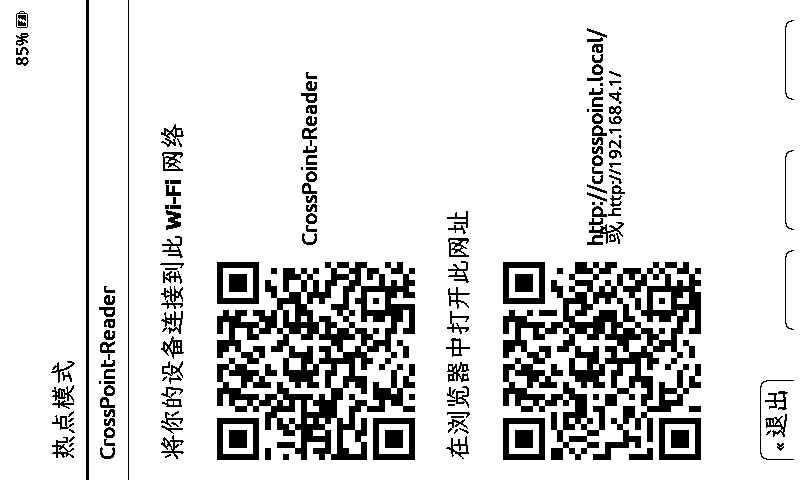 85%
热点模式
CrossPoint-Reader
将你的设备连接到此 Wi-Fi 网络
CrossPoint-Reader
在浏览器中打开此网址
http://crosspoint.local/
或 http://192.168.4.1/
« 退出